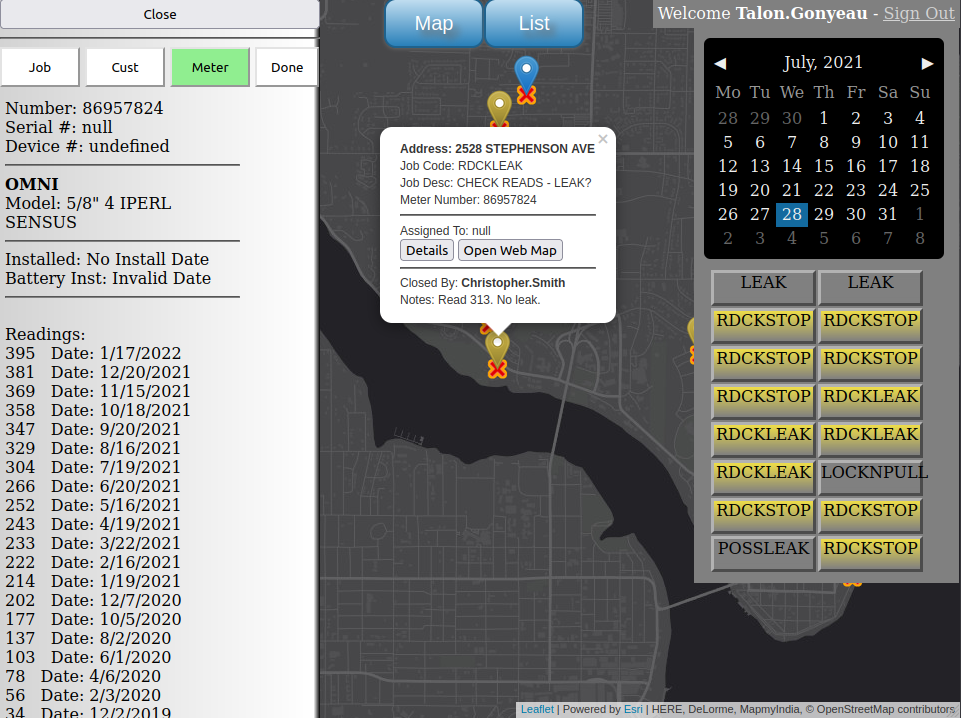 Close
Job Cust Meter Done
Number: 86957824
Serial #: null
Device #: undefined
OMNI
Model: 5/8" 4 IPERL
SENSUS
Installed: No Install Date
Battery Inst: Invalid Date
Readings:
395 Date: 1/17/2022
381 Date: 12/20/2021
369 Date: 11/15/2021
358 Date: 10/18/2021
347 Date: 9/20/2021
329 Date: 8/16/2021
304 Date: 7/19/2021
266 Date: 6/20/2021
252 Date: 5/16/2021
243 Date: 4/19/2021
233 Date: 3/22/2021
222 Date: 2/16/2021
214 Date: 1/19/2021
202 Date: 12/7/2020
177 Date: 10/5/2020
137 Date: 8/2/2020
103 Date: 6/1/2020
78 Date: 4/6/2020
56 Date: 2/3/2020
34 Date: 12/2/2019
Map List
Address: 2528 STEPHENSON AVE ×
Job Code: RDCKLEAK
Job Desc: CHECK READS - LEAK?
Meter Number: 86957824
Assigned To: null
Details Open Web Map
Closed By: Christopher.Smith
Notes: Read 313. No leak.
Welcome Talon.Gonyeau - Sign Out
◀ July, 2021 ▶
Mo Tu We Th Fr Sa Su
28 29 30 1 2 3 4
5 6 7 8 9 10 11
12 13 14 15 16 17 18
19 20 21 22 23 24 25
26 27 28 29 30 31 1
2 3 4 5 6 7 8
LEAK LEAK
RDCKSTOP RDCKSTOP
RDCKSTOP RDCKSTOP
RDCKSTOP RDCKLEAK
RDCKLEAK RDCKLEAK
RDCKLEAK LOCKNPULL
RDCKSTOP RDCKSTOP
POSSLEAK RDCKSTOP
Leaflet | Powered by Esri | HERE, DeLorme, MapmyIndia, © OpenStreetMap contributors